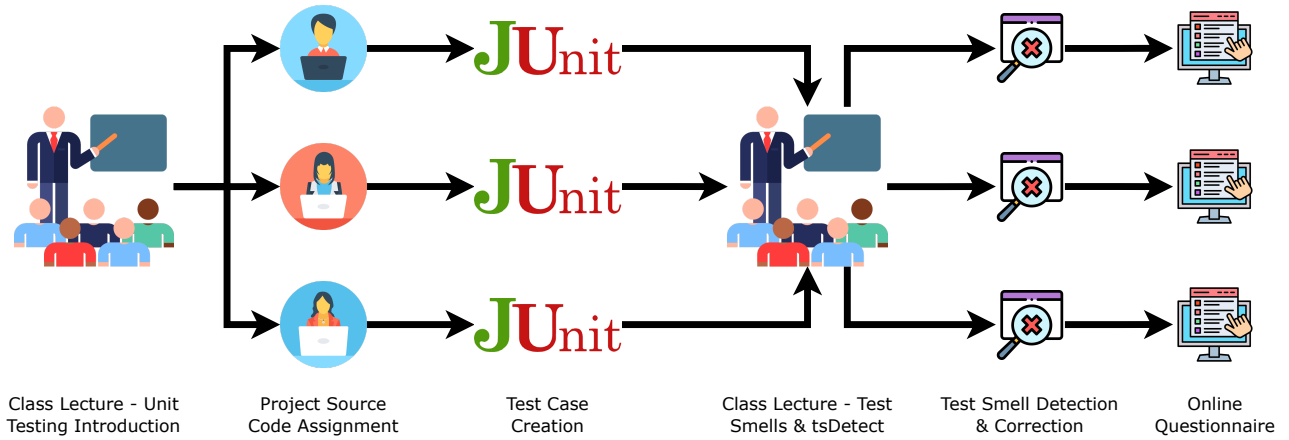 JUnit
JUnit
JUnit
Class Lecture - Unit
Testing Introduction
Project Source
Code Assignment
Test Case
Creation
Class Lecture - Test
Smells & tsDetect
Test Smell Detection
& Correction
Online
Questionnaire